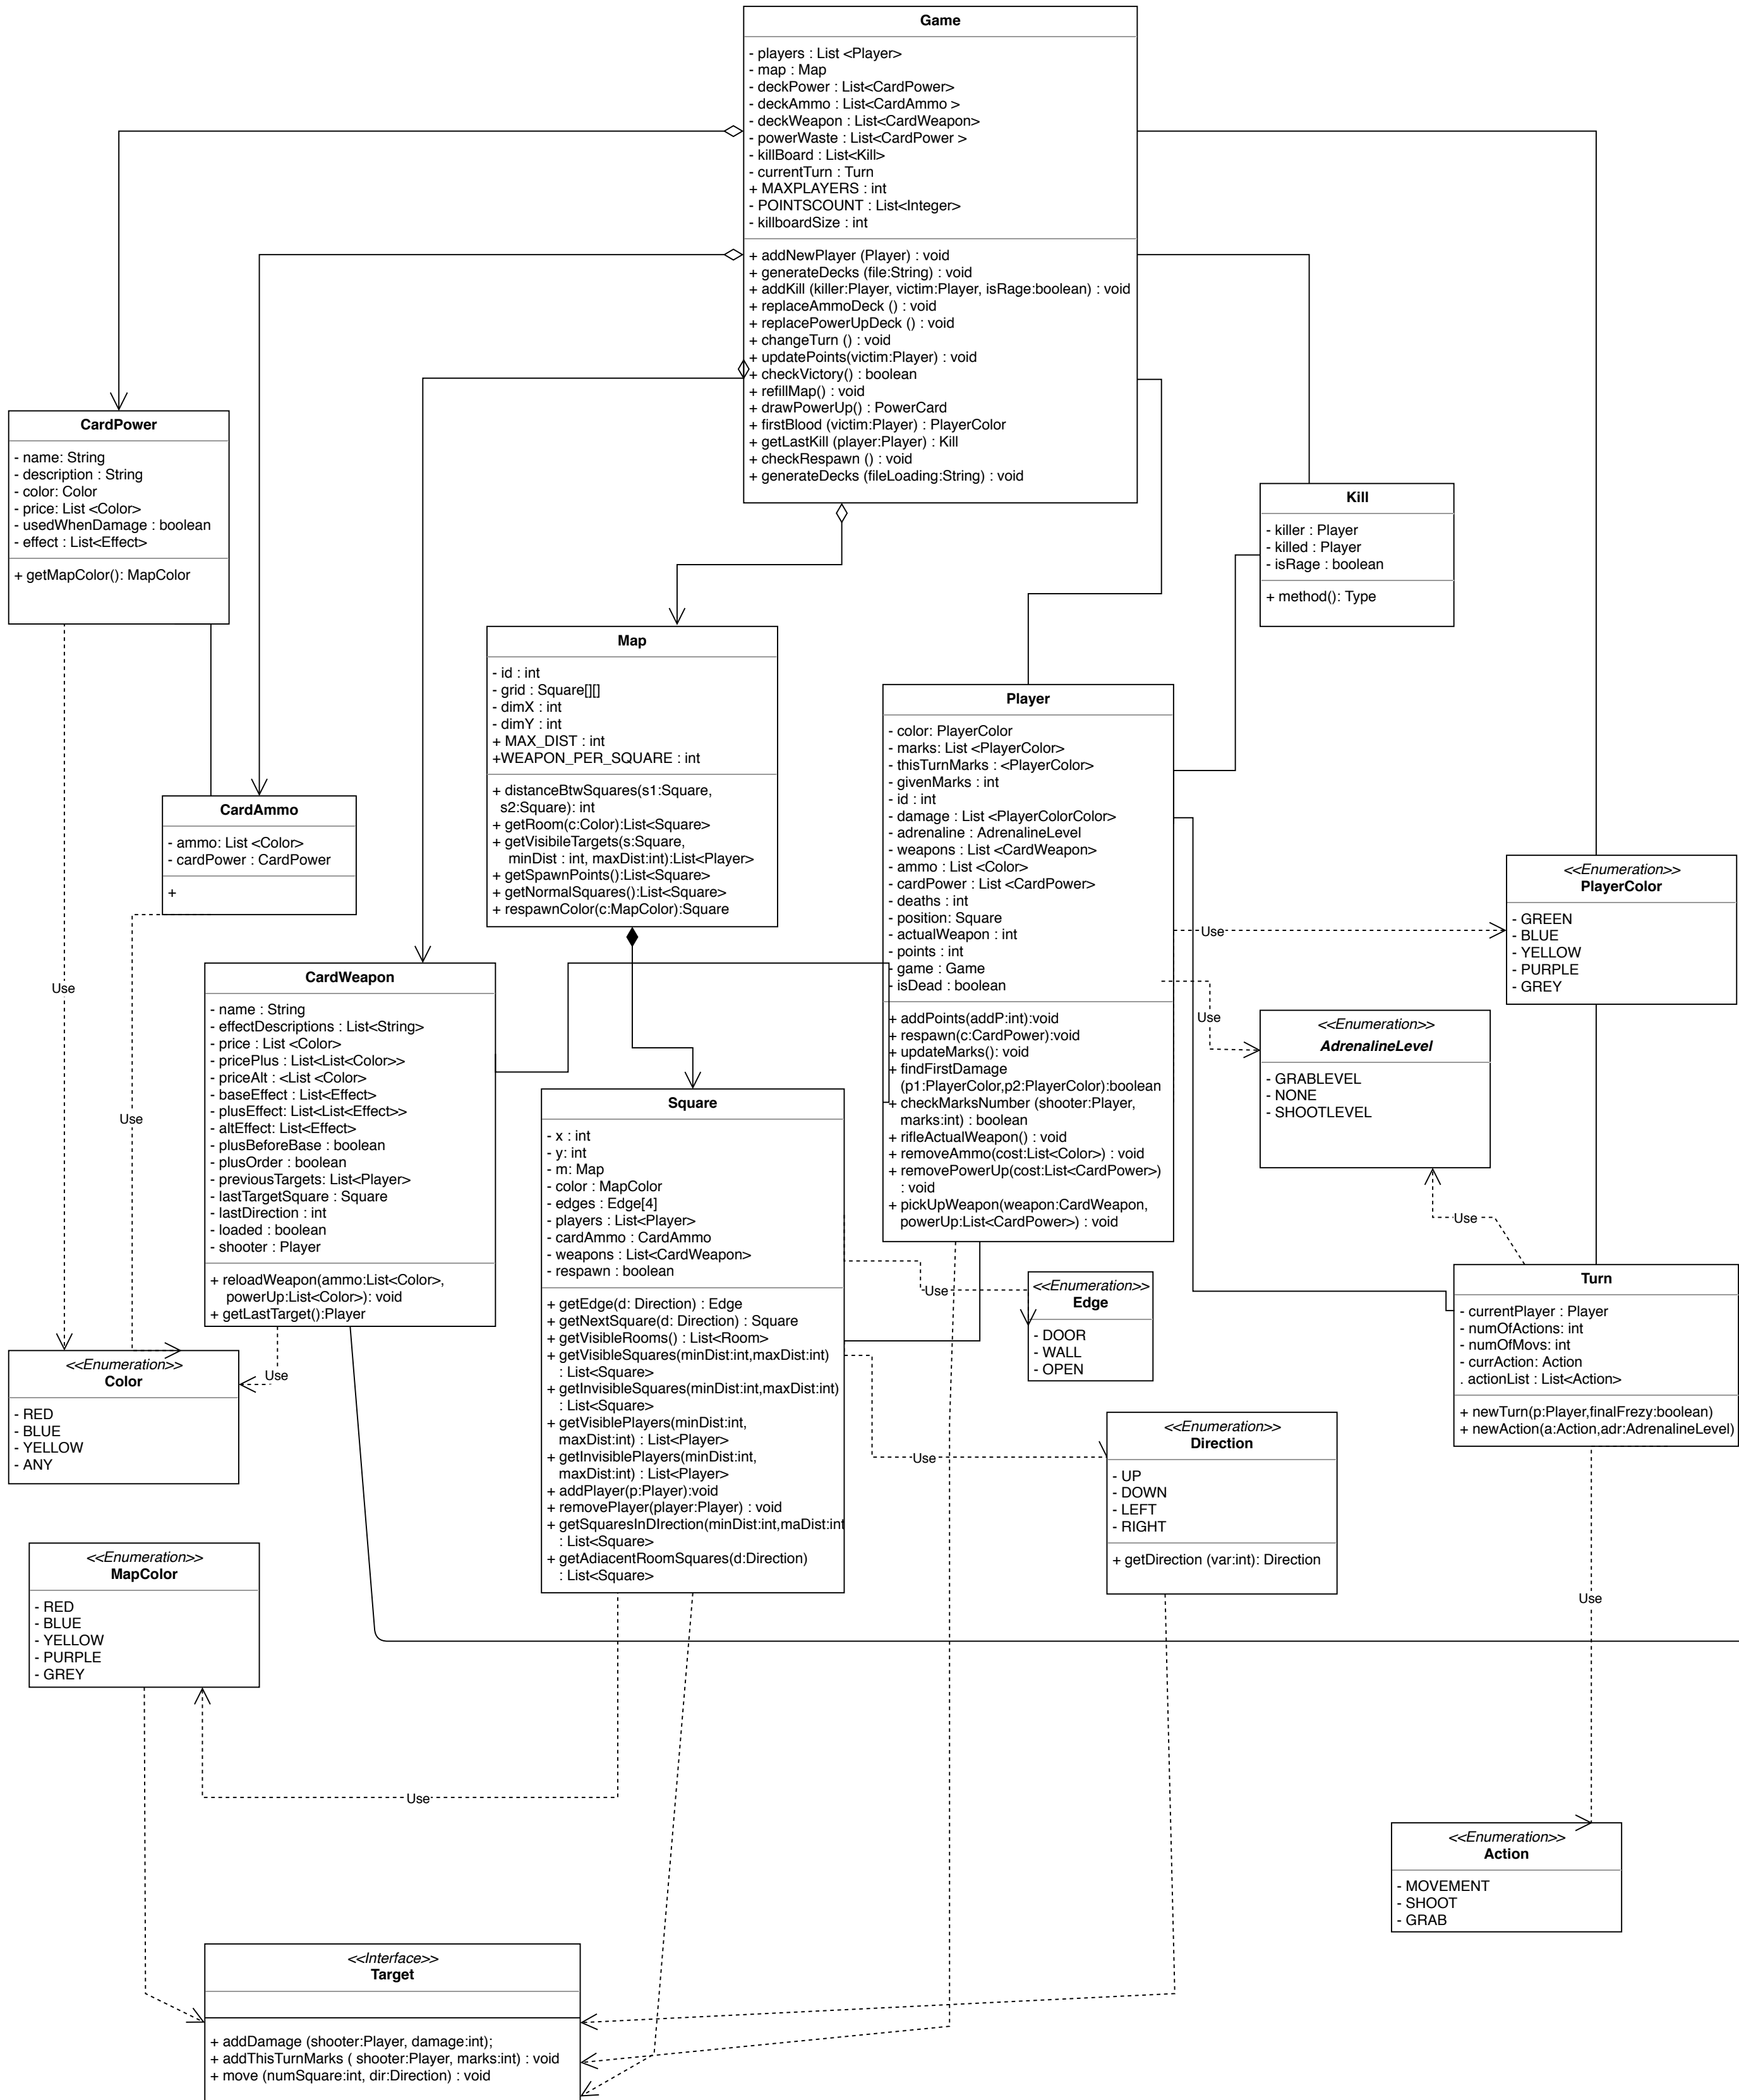 Game
- players : List <Player>
- map : Map
- deckPower : List<CardPower>
- deckAmmo : List<CardAmmo >
- deckWeapon : List<CardWeapon>
- powerWaste : List<CardPower >
- killBoard : List<Kill>
- currentTurn : Turn
+ MAXPLAYERS : int
- POINTSCOUNT : List<Integer>
- killboardSize : int
+ addNewPlayer (Player) : void
+ generateDecks (file:String) : void
+ addKill (killer:Player, victim:Player, isRage:boolean) : void
+ replaceAmmoDeck () : void
+ replacePowerUpDeck () : void
+ changeTurn () : void
+ updatePoints(victim:Player) : void
+ checkVictory() : boolean
+ refillMap() : void
+ drawPowerUp() : PowerCard
+ firstBlood (victim:Player) : PlayerColor
+ getLastKill (player:Player) : Kill
+ checkRespawn () : void
+ generateDecks (fileLoading:String) : void
CardPower
- name: String
- description : String
- color: Color
- price: List <Color>
- usedWhenDamage : boolean
- effect : List<Effect>
+ getMapColor(): MapColor
Kill
- killer : Player
- killed : Player
- isRage : boolean
+ method(): Type
Map
- id : int
- grid : Square[][]
- dimX : int
- dimY : int
+ MAX_DIST : int
+WEAPON_PER_SQUARE : int
+ distanceBtwSquares(s1:Square,
s2:Square): int
+ getRoom(c:Color):List<Square>
+ getVisibileTargets(s:Square,
minDist : int, maxDist:int):List<Player>
+ getSpawnPoints():List<Square>
+ getNormalSquares():List<Square>
+ respawnColor(c:MapColor):Square
Player
- color: PlayerColor
- marks: List <PlayerColor>
- thisTurnMarks : <PlayerColor>
- givenMarks : int
- id : int
- damage : List <PlayerColorColor>
- adrenaline : AdrenalineLevel
- weapons : List <CardWeapon>
- ammo : List <Color>
- cardPower : List <CardPower>
- deaths : int
- position: Square
- actualWeapon : int
- points : int
- game : Game
- isDead : boolean
+ addPoints(addP:int):void
+ respawn(c:CardPower):void
+ updateMarks(): void
+ findFirstDamage
(p1:PlayerColor,p2:PlayerColor):boolean
+ checkMarksNumber (shooter:Player,
marks:int) : boolean
+ rifleActualWeapon() : void
+ removeAmmo(cost:List<Color>) : void
+ removePowerUp(cost:List<CardPower>)
: void
+ pickUpWeapon(weapon:CardWeapon,
powerUp:List<CardPower>) : void
CardAmmo
- ammo: List <Color>
- cardPower : CardPower
+
<<Enumeration>>
PlayerColor
- GREEN
- BLUE
- YELLOW
- PURPLE
- GREY
Use
Use
Use
Use
CardWeapon
- name : String
- effectDescriptions : List<String>
- price : List <Color>
- pricePlus : List<List<Color>>
- priceAlt : <List <Color>
- baseEffect : List<Effect>
- plusEffect: List<List<Effect>>
- altEffect: List<Effect>
- plusBeforeBase : boolean
- plusOrder : boolean
- previousTargets: List<Player>
- lastTargetSquare : Square
- lastDirection : int
- loaded : boolean
- shooter : Player
+ reloadWeapon(ammo:List<Color>,
powerUp:List<Color>): void
+ getLastTarget():Player
<<Enumeration>>
AdrenalineLevel
- GRABLEVEL
- NONE
- SHOOTLEVEL
Use
Square
- x : int
- y: int
- m: Map
- color : MapColor
- edges : Edge[4]
- players : List<Player>
- cardAmmo : CardAmmo
- weapons : List<CardWeapon>
- respawn : boolean
+ getEdge(d: Direction) : Edge
+ getNextSquare(d: Direction) : Square
+ getVisibleRooms() : List<Room>
+ getVisibleSquares(minDist:int,maxDist:int)
: List<Square>
+ getInvisibleSquares(minDist:int,maxDist:int)
: List<Square>
+ getVisiblePlayers(minDist:int,
maxDist:int) : List<Player>
+ getInvisiblePlayers(minDist:int,
maxDist:int) : List<Player>
+ addPlayer(p:Player):void
+ removePlayer(player:Player) : void
+ getSquaresInDIrection(minDist:int,maDist:int
: List<Square>
+ getAdiacentRoomSquares(d:Direction)
: List<Square>
Use
<<Enumeration>>
Edge
- DOOR
- WALL
- OPEN
Turn
- currentPlayer : Player
- numOfActions: int
- numOfMovs: int
- currAction: Action
. actionList : List<Action>
+ newTurn(p:Player,finalFrezy:boolean)
+ newAction(a:Action,adr:AdrenalineLevel)
<<Enumeration>>
Color
- RED
- BLUE
- YELLOW
- ANY
Use
Use
<<Enumeration>>
Direction
- UP
- DOWN
- LEFT
- RIGHT
+ getDirection (var:int): Direction
<<Enumeration>>
MapColor
- RED
- BLUE
- YELLOW
- PURPLE
- GREY
Use
Use
<<Enumeration>>
Action
- MOVEMENT
- SHOOT
- GRAB
<<Interface>>
Target
+ addDamage (shooter:Player, damage:int);
+ addThisTurnMarks ( shooter:Player, marks:int) : void
+ move (numSquare:int, dir:Direction) : void